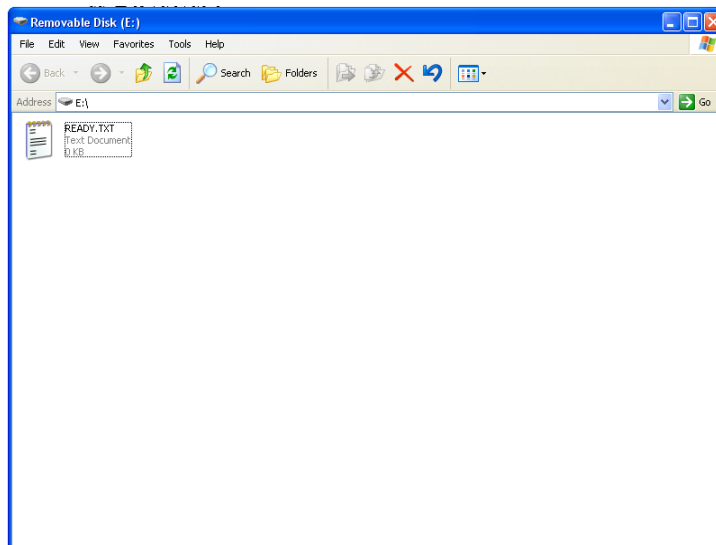 Removable Disk (E:)
File Edit View Favorites Tools Help
Back Search Folders
Address E:\ Go
READY.TXT
Text Document
0 KB